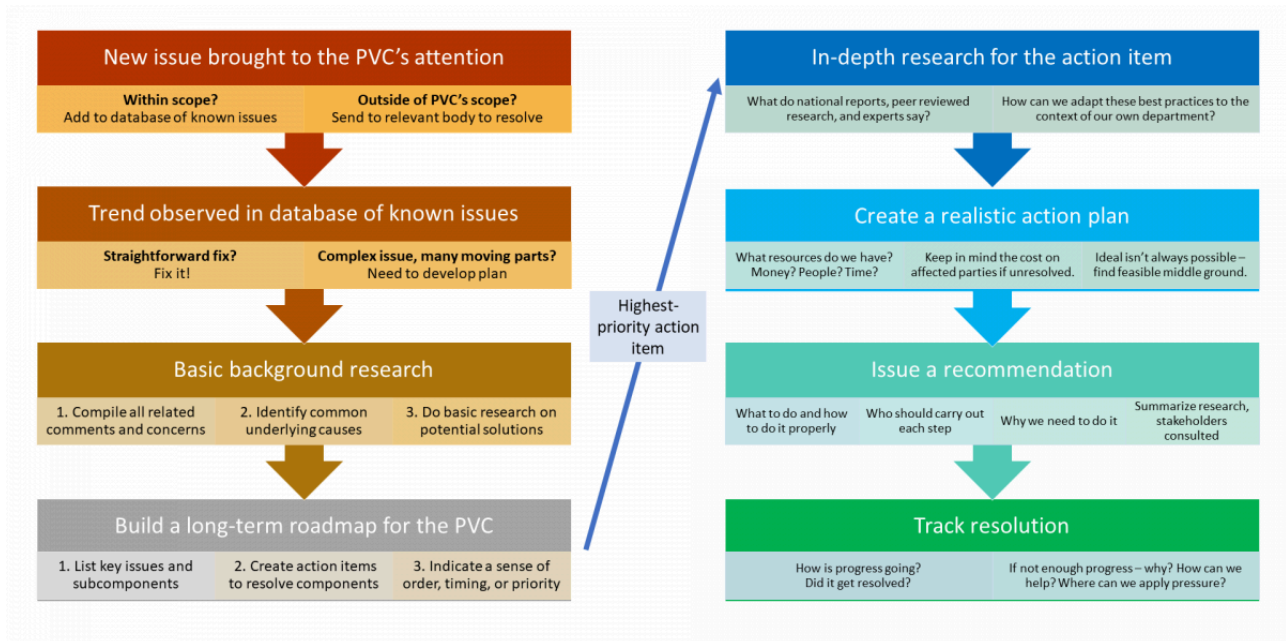 New issue brought to the PVC's attention
Within scope?
Add to database of known issues
Outside of PVC's scope?
Send to relevant body to resolve
Trend observed in database of known issues
Straightforward fix?
Fix it!
Complex issue, many moving parts?
Need to develop plan
Basic background research
1. Compile all related
comments and concerns
2. Identify common
underlying causes
3. Do basic research on
potential solutions
Build a long-term roadmap for the PVC
1. List key issues and
subcomponents
2. Create action items
to resolve components
3. Indicate a sense of
order, timing, or priority
Highest-
priority action
item
In-depth research for the action item
What do national reports, peer reviewed
research, and experts say?
How can we adapt these best practices to the
context of our own department?
Create a realistic action plan
What resources do we have?
Money? People? Time?
Keep in mind the cost on
affected parties if unresolved.
Ideal isn't always possible –
find feasible middle ground.
Issue a recommendation
What to do and how
to do it properly
Who should carry out
each step
Why we need to do it
Summarize research,
stakeholders
consulted
Track resolution
How is progress going?
Did it get resolved?
If not enough progress – why? How can we
help? Where can we apply pressure?